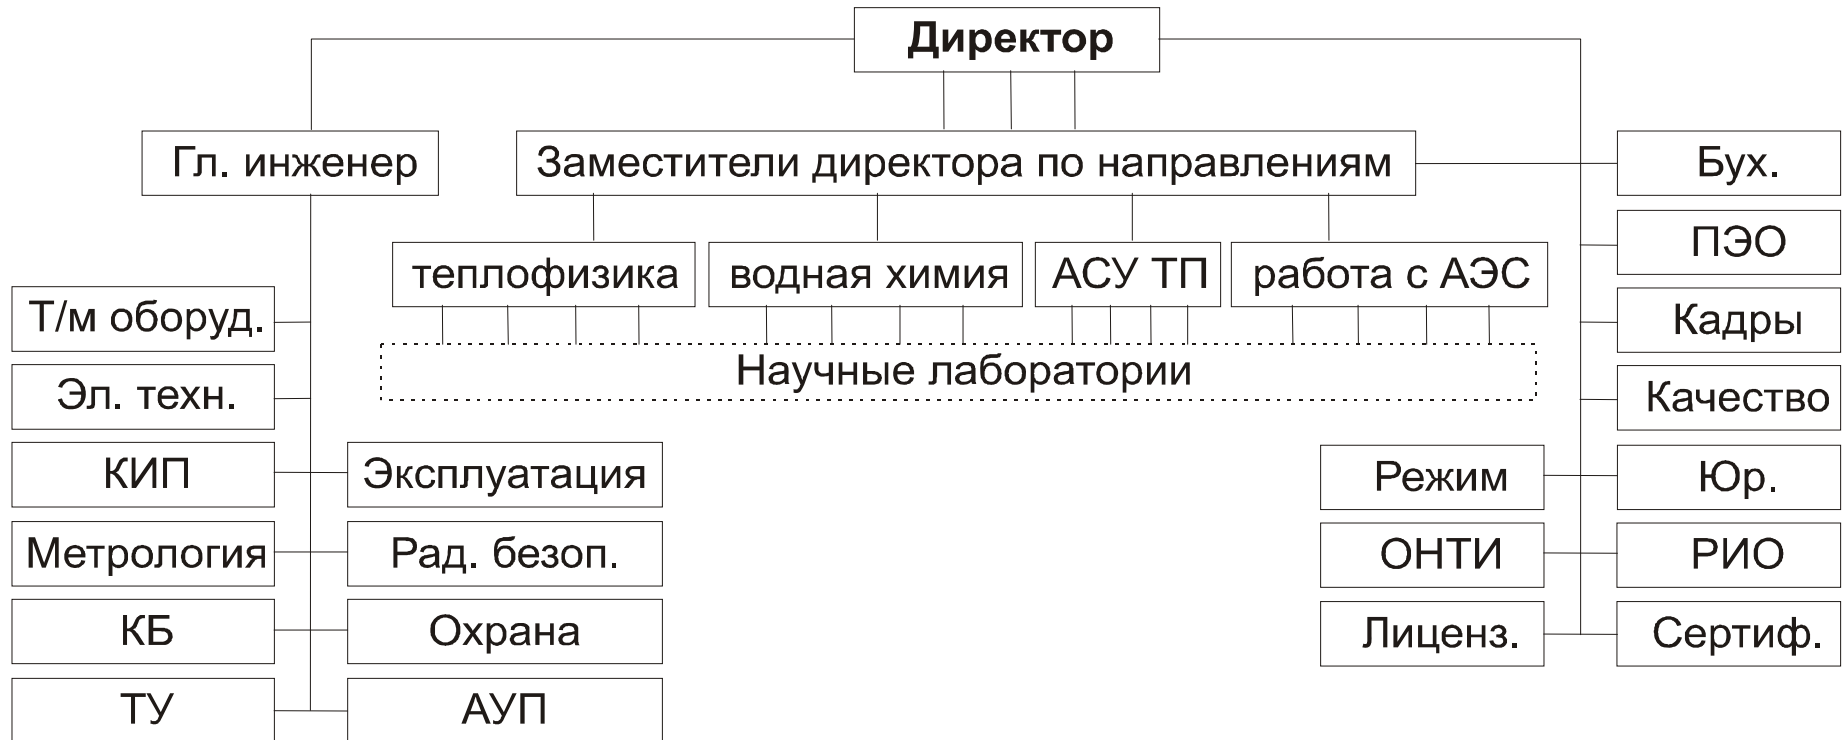 Директор
Гл. инженер
Заместители директора по направлениям
Бух.
ПЭО
теплофизика
водная химия
АСУ ТП
работа с АЭС
Т/м оборуд.
Кадры
Научные лаборатории
Эл. техн.
Качество
КИП
Эксплуатация
Режим
Юр.
Метрология
Рад. безоп.
ОНТИ
РИО
КБ
Охрана
Лиценз.
Сертиф.
ТУ
АУП